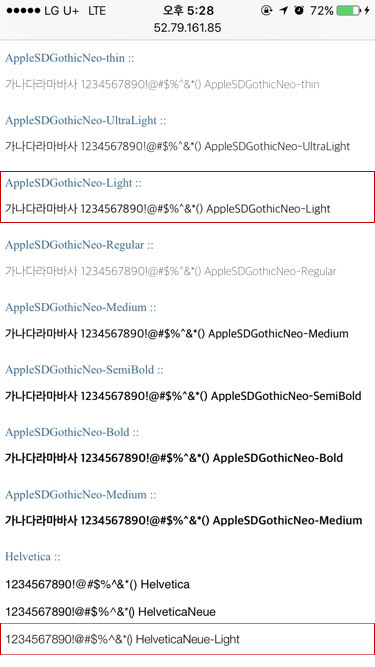 ●●●●● LG U+ LTE 오후 5:28 72%
52.79.161.85
AppleSDGothicNeo-thin ::
가나다라마바사 1234567890!@#$%^&*() AppleSDGothicNeo-thin
AppleSDGothicNeo-UltraLight ::
가나다라마바사 1234567890!@#$%^&*() AppleSDGothicNeo-UltraLight
AppleSDGothicNeo-Light ::
가나다라마바사 1234567890!@#$%^&*() AppleSDGothicNeo-Light
AppleSDGothicNeo-Regular ::
가나다라마바사 1234567890!@#$%^&*() AppleSDGothicNeo-Regular
AppleSDGothicNeo-Medium ::
가나다라마바사 1234567890!@#$%^&*() AppleSDGothicNeo-Medium
AppleSDGothicNeo-SemiBold ::
가나다라마바사 1234567890!@#$%^&*() AppleSDGothicNeo-SemiBold
AppleSDGothicNeo-Bold ::
가나다라마바사 1234567890!@#$%^&*() AppleSDGothicNeo-Bold
AppleSDGothicNeo-Medium ::
가나다라마바사 1234567890!@#$%^&*() AppleSDGothicNeo-Medium
Helvetica ::
1234567890!@#$%^&*() Helvetica
1234567890!@#$%^&*() HelveticaNeue
1234567890!@#$%^&*() HelveticaNeue-Light